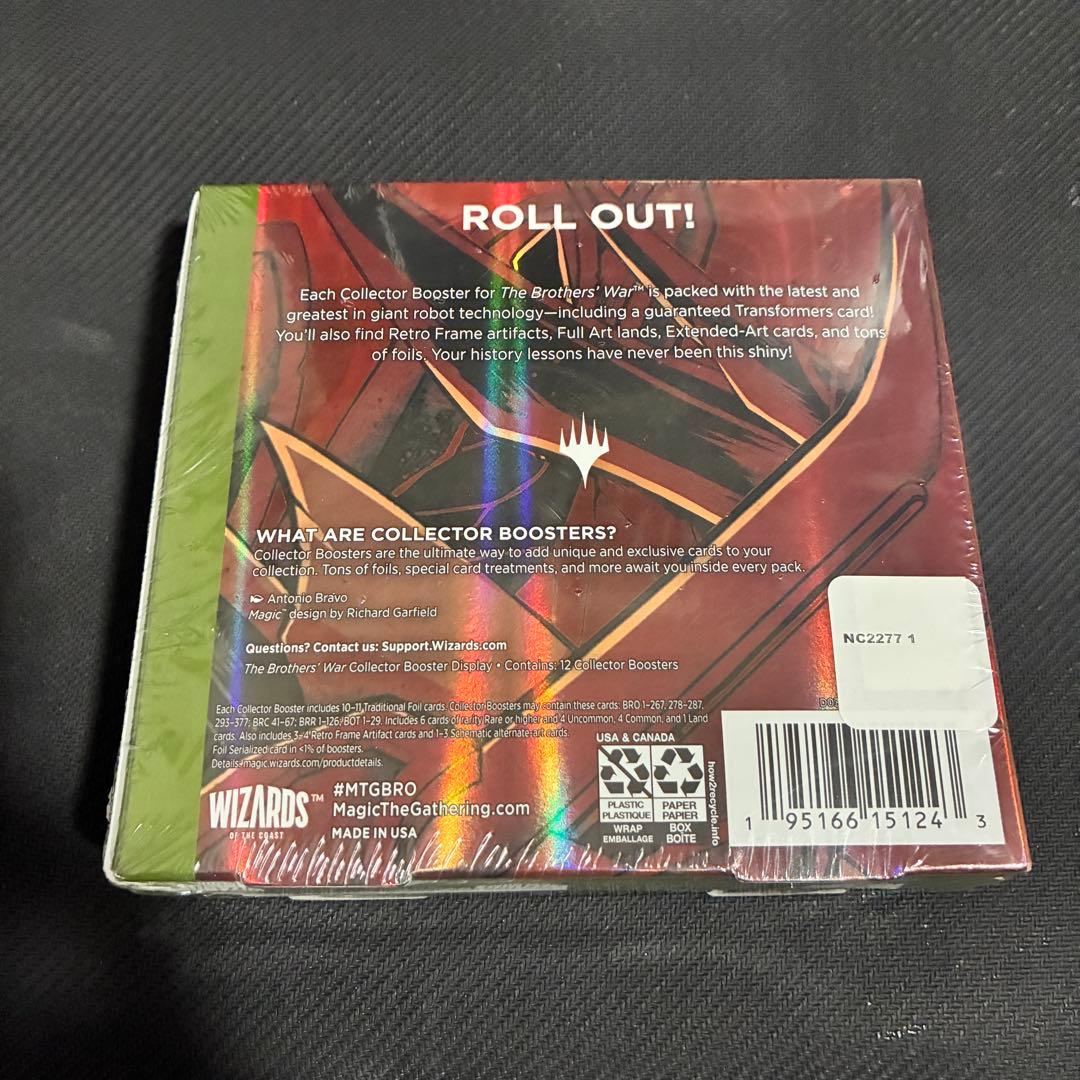 ROLL OUT!
Each Collector Booster for The Brothers' War™ is packed with the latest and
greatest in giant robot technology—including a guaranteed Transformers card!
You'll also find Retro Frame artifacts, Full Art lands, Extended-Art cards, and tons
of foils. Your history lessons have never been this shiny!
WHAT ARE COLLECTOR BOOSTERS?
Collector Boosters are the ultimate way to add unique and exclusive cards to your
collection. Tons of foils, special card treatments, and more await you inside every pack.
Antonio Bravo
Magic™ design by Richard Garfield
Questions? Contact us: Support.Wizards.com
The Brothers' War Collector Booster Display • Contains: 12 Collector Boosters
Each Collector Booster includes 10–11 Traditional Foil cards. Collector Boosters may contain these cards. BRO 1–267, 278–287,
293–377; BRC 41–67; BRR 1–126; BOT 1–29. Includes 6 cards of rarity Rare or higher and 4 Uncommon, 4 Common, and 1 Land
cards. Also includes 3–4 Retro Frame Artifact cards and 1–3 Schematic alternate-art cards.
Foil Serialized card in <1% of boosters.
Details: magic.wizards.com/productdetails.
WIZARDS™
OF THE COAST
#MTGBRO
MagicTheGathering.com
MADE IN USA
USA & CANADA
PLASTIC
PLASTIQUE
WRAP
EMBALLAGE
PAPER
PAPIER
BOX
BOÎTE
how2recycle.info
NC2277 1
1 95166 15124 3